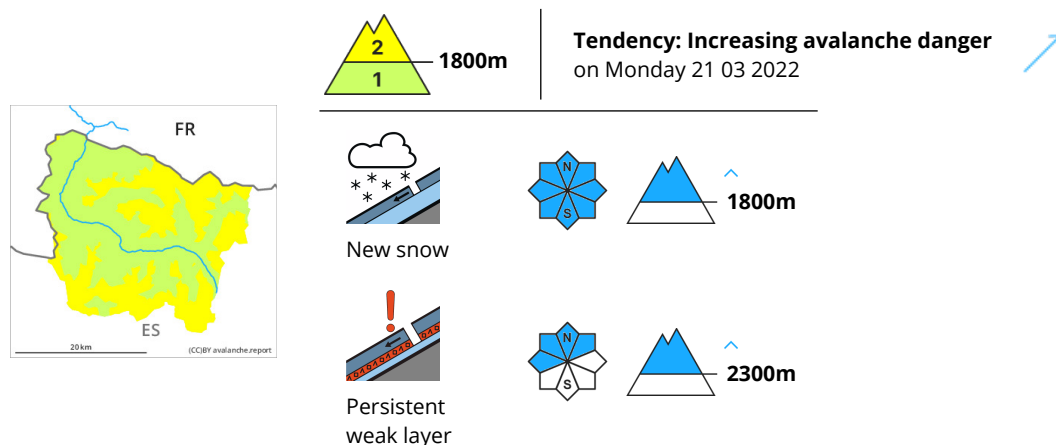 2
1
1800m
Tendency: Increasing avalanche danger
on Monday 21 03 2022
FR
ES
20 km
(CC)BY avalanche.report
N
S
1800m
New snow
N
S
2300m
Persistent
weak layer